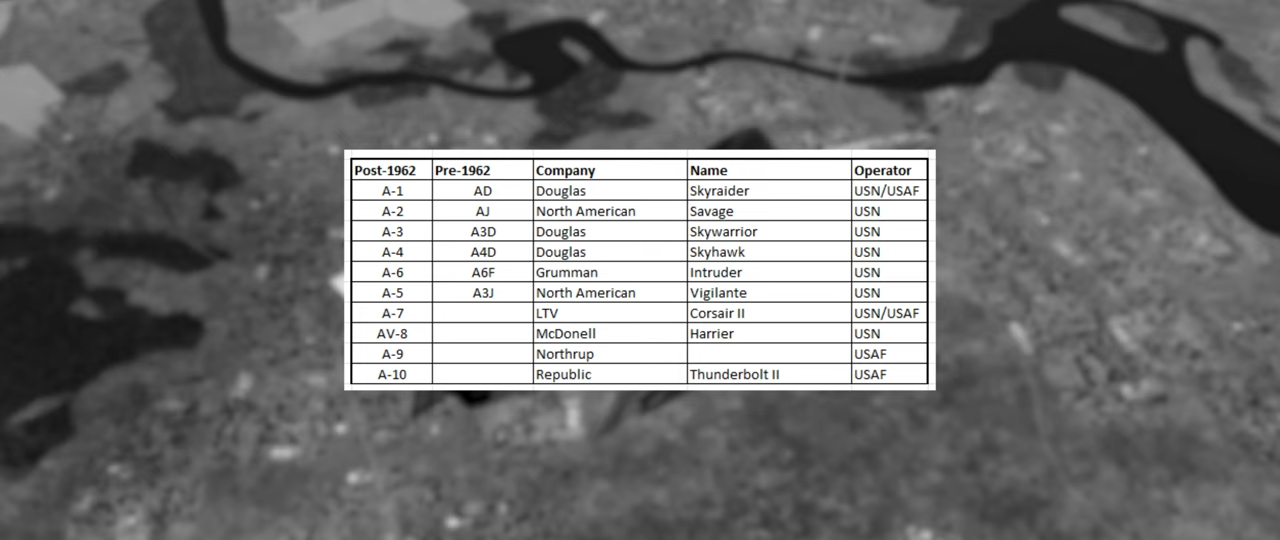 Post-1962 Pre-1962 Company Name Operator
A-1 AD Douglas Skyraider USN/USAF
A-2 AJ North American Savage USN
A-3 A3D Douglas Skywarrior USN
A-4 A4D Douglas Skyhawk USN
A-6 A6F Grumman Intruder USN
A-5 A3J North American Vigilante USN
A-7 LTV Corsair II USN/USAF
AV-8 McDonell Harrier USN
A-9 Northrup USAF
A-10 Republic Thunderbolt II USAF